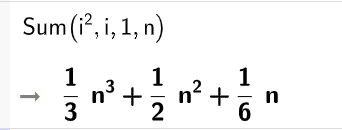 Sum(i², i, 1, n)
→ 1/3 n³ + 1/2 n² + 1/6 n